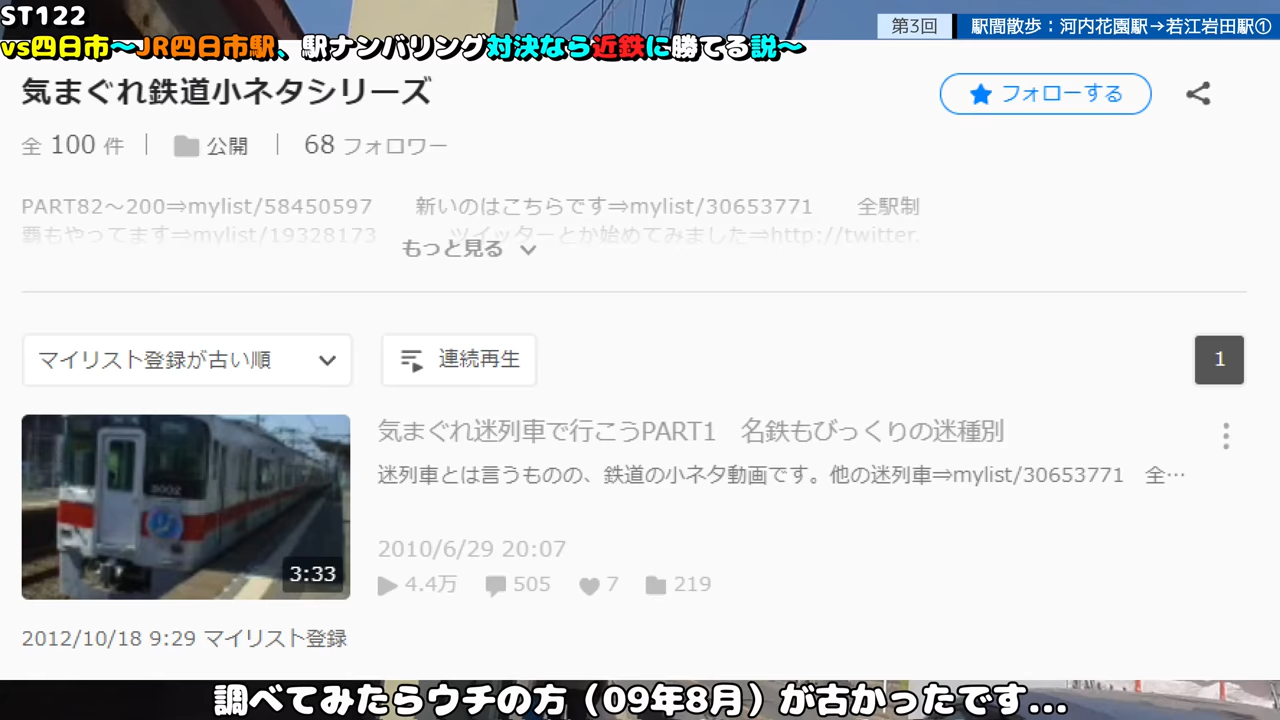 ST122
第3回 駅間散歩：河内花園駅→若江岩田駅①
vs四日市〜JR四日市駅、駅ナンバリング対決なら近鉄に勝てる説〜
気まぐれ鉄道小ネタシリーズ
フォローする
全 100 件 | 公開 | 68 フォロワー
PART82〜200⇒mylist/58450597 新いのはこちらです⇒mylist/30653771 全駅制
覇もやってます⇒mylist/19328173 ツイッターとか始めてみました⇒http://twitter.
もっと見る
マイリスト登録が古い順
連続再生
1
気まぐれ迷列車で行こうPART1 名鉄もびっくりの迷種別
迷列車とは言うものの、鉄道の小ネタ動画です。他の迷列車⇒mylist/30653771 全…
8002
3:33
2010/6/29 20:07
4.4万 505 7 219
2012/10/18 9:29 マイリスト登録
調べてみたらウチの方（09年8月）が古かったです…